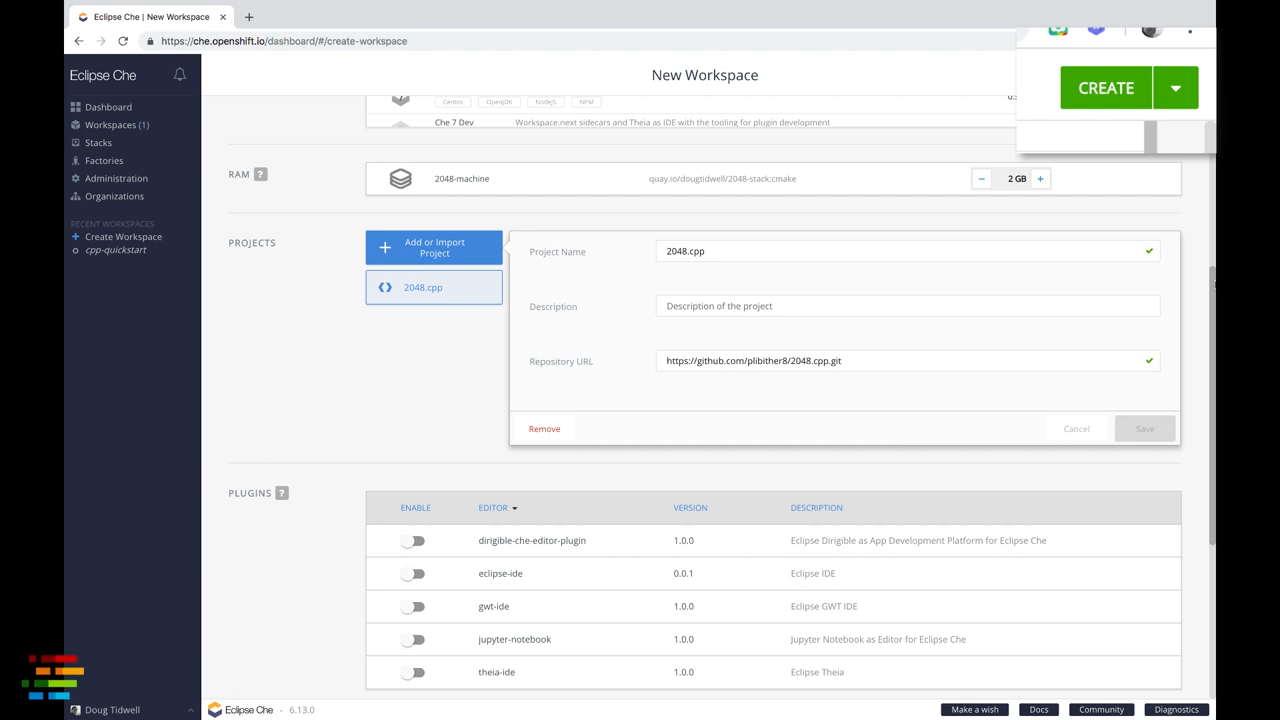 Eclipse Che | New Workspace
https://che.openshift.io/dashboard/#/create-workspace
CREATE
Eclipse Che
New Workspace
Dashboard
Workspaces (1)
Stacks
Factories
Administration
Organizations
RECENT WORKSPACES
Create Workspace
cpp-quickstart
Centos OpenJDK NodeJS NPM
Che 7 Dev Workspace.next sidecars and Theia as IDE with the tooling for plugin development
RAM ? 2048-machine quay.io/dougtidwell/2048-stack:cmake − 2 GB +
PROJECTS
Add or Import
Project
2048.cpp
Project Name 2048.cpp
Description Description of the project
Repository URL https://github.com/plibither8/2048.cpp.git
Remove Cancel Save
PLUGINS ?
ENABLE EDITOR VERSION DESCRIPTION
dirigible-che-editor-plugin 1.0.0 Eclipse Dirigible as App Development Platform for Eclipse Che
eclipse-ide 0.0.1 Eclipse IDE
gwt-ide 1.0.0 Eclipse GWT IDE
jupyter-notebook 1.0.0 Jupyter Notebook as Editor for Eclipse Che
theia-ide 1.0.0 Eclipse Theia
Doug Tidwell
Eclipse Che - 6.13.0
Make a wish Docs Community Diagnostics